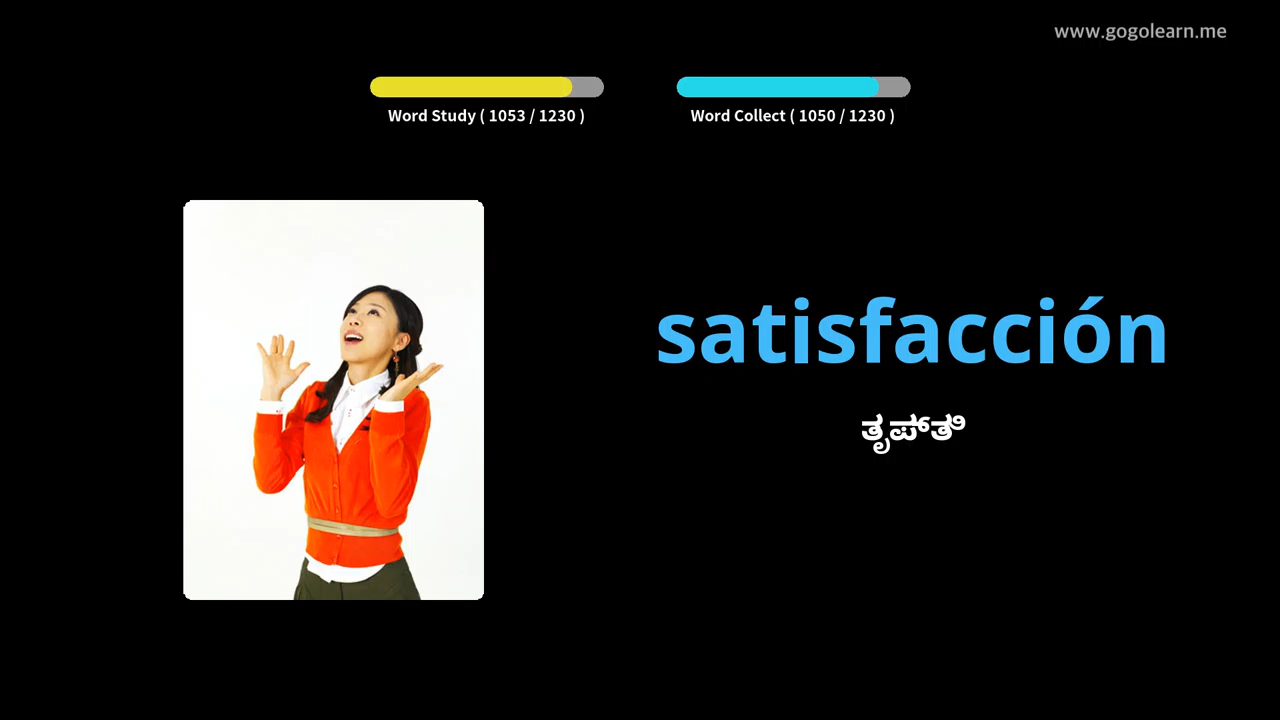 www.gogolearn.me
Word Study ( 1053 / 1230 )
Word Collect ( 1050 / 1230 )
satisfacción
ತೃಪ್ತಿ